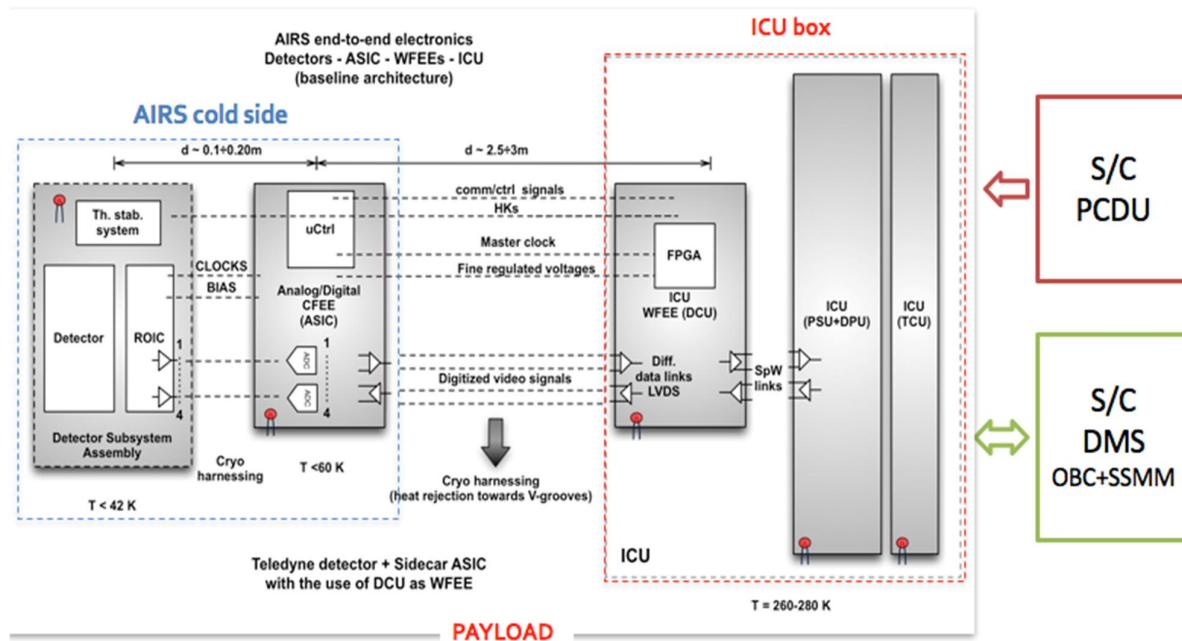 AIRS end-to-end electronics
Detectors - ASIC - WFEEs - ICU
(baseline architecture)
ICU box
AIRS cold side
d ~ 0.1÷0.20m
d ~ 2.5÷3m
Th. stab.
system
Detector
ROIC
1
4
Detector Subsystem
Assembly
T < 42 K
CLOCKS
BIAS
Cryo
harnessing
uCtrl
Analog/Digital
CFEE
(ASIC)
ADC
1
ADC
4
T <60 K
comm/ctrl signals
HKs
Master clock
Fine regulated voltages
Digitized video signals
Cryo harnessing
(heat rejection towards V-grooves)
FPGA
ICU
WFEE (DCU)
Diff.
data links
LVDS
SpW
links
ICU
(PSU+DPU)
ICU
(TCU)
ICU
T = 260-280 K
S/C
PCDU
S/C
DMS
OBC+SSMM
Teledyne detector + Sidecar ASIC
with the use of DCU as WFEE
PAYLOAD